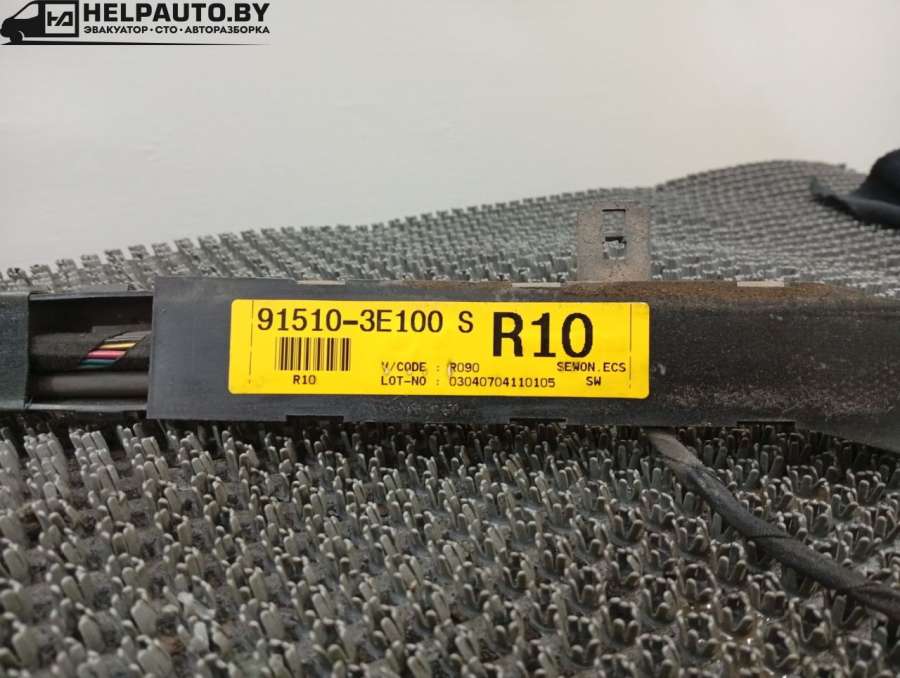 HELPAUTO.BY
ЭВАКУАТОР·СТО·АВТОРАЗБОРКА
91510-3E100 S R10
V/CODE : R090 SEWON.ECS
R10 LOT-NO : 03040704110105 SW